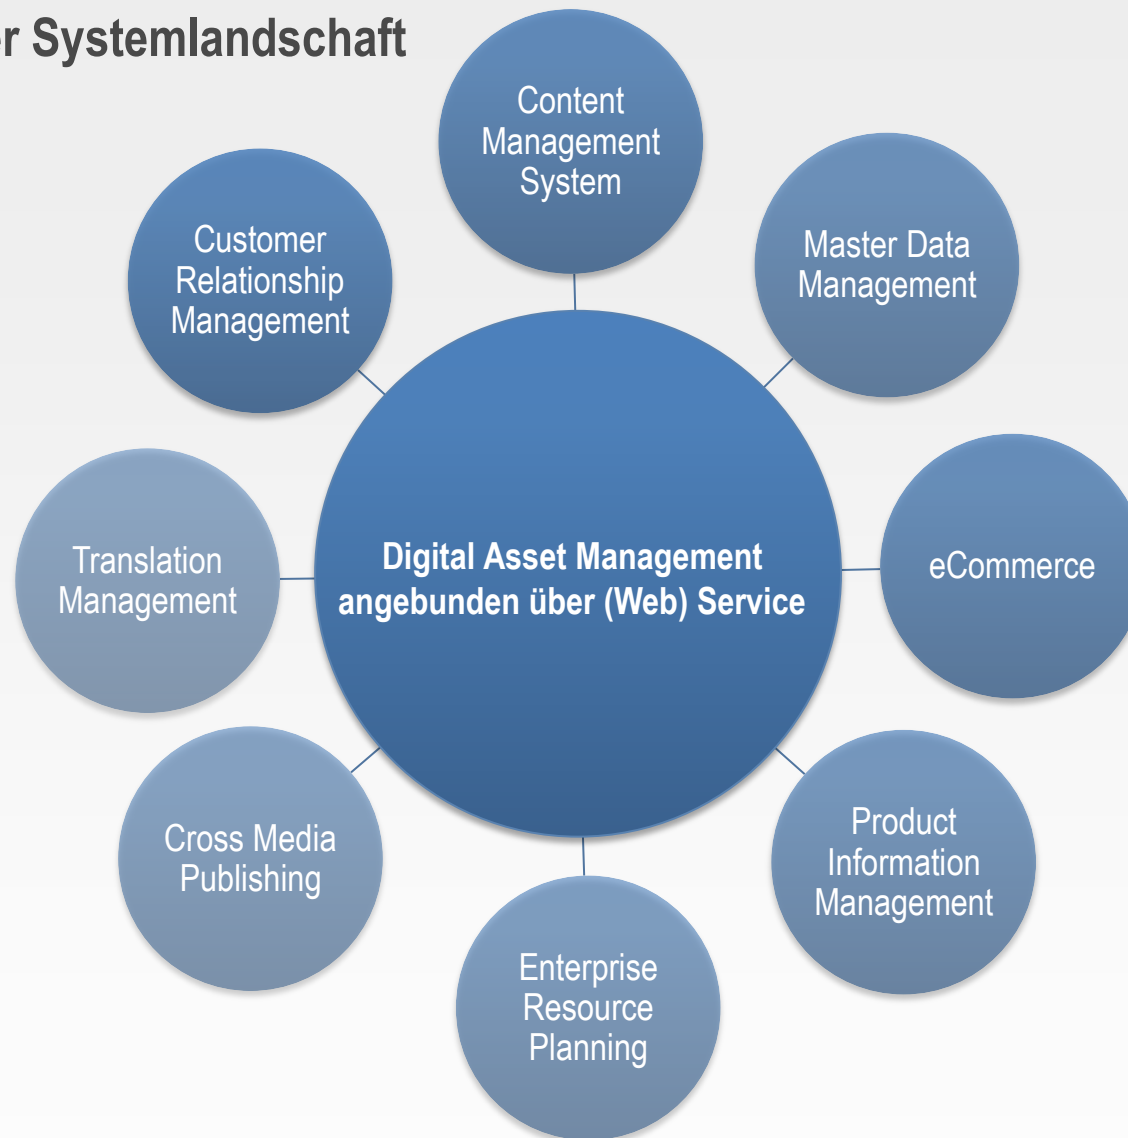 er Systemlandschaft
Content
Management
System
Master Data
Management
Customer
Relationship
Management
Digital Asset Management
angebunden über (Web) Service
eCommerce
Translation
Management
Cross Media
Publishing
Product
Information
Management
Enterprise
Resource
Planning